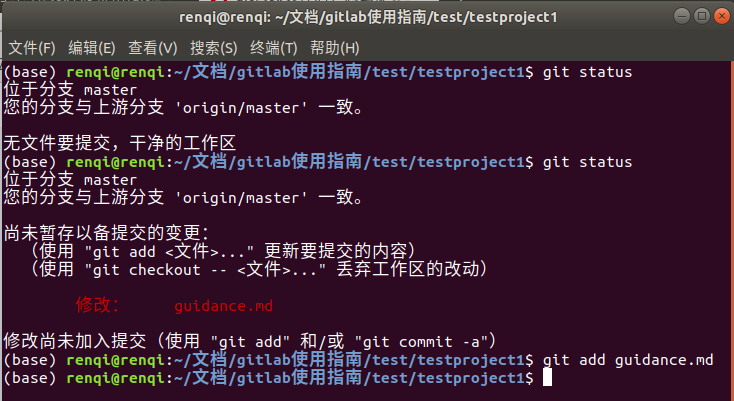 renqi@renqi: ~/文档/gitlab使用指南/test/testproject1
文件(F) 编辑(E) 查看(V) 搜索(S) 终端(T) 帮助(H)
(base) renqi@renqi:~/文档/gitlab使用指南/test/testproject1$ git status
位于分支 master
您的分支与上游分支 'origin/master' 一致。
无文件要提交，干净的工作区
(base) renqi@renqi:~/文档/gitlab使用指南/test/testproject1$ git status
位于分支 master
您的分支与上游分支 'origin/master' 一致。
尚未暂存以备提交的变更：
（使用 "git add <文件>..." 更新要提交的内容）
（使用 "git checkout -- <文件>..." 丢弃工作区的改动）
修改： guidance.md
修改尚未加入提交（使用 "git add" 和/或 "git commit -a"）
(base) renqi@renqi:~/文档/gitlab使用指南/test/testproject1$ git add guidance.md
(base) renqi@renqi:~/文档/gitlab使用指南/test/testproject1$